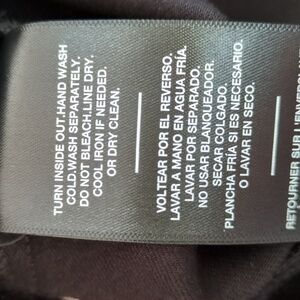 TURN INSIDE OUT.HAND WASH
COLD.WASH SEPARATELY.
DO NOT BLEACH.LINE DRY.
COOL IRON IF NEEDED.
OR DRY CLEAN.
VOLTEAR POR EL REVERSO.
LAVAR A MANO EN AGUA FRÍA.
LAVAR POR SEPARADO.
NO USAR BLANQUEADOR.
SECAR COLGADO.
PLANCHA FRÍA SI ES NECESARIO.
O LAVAR EN SECO.
RETOURNER SUR